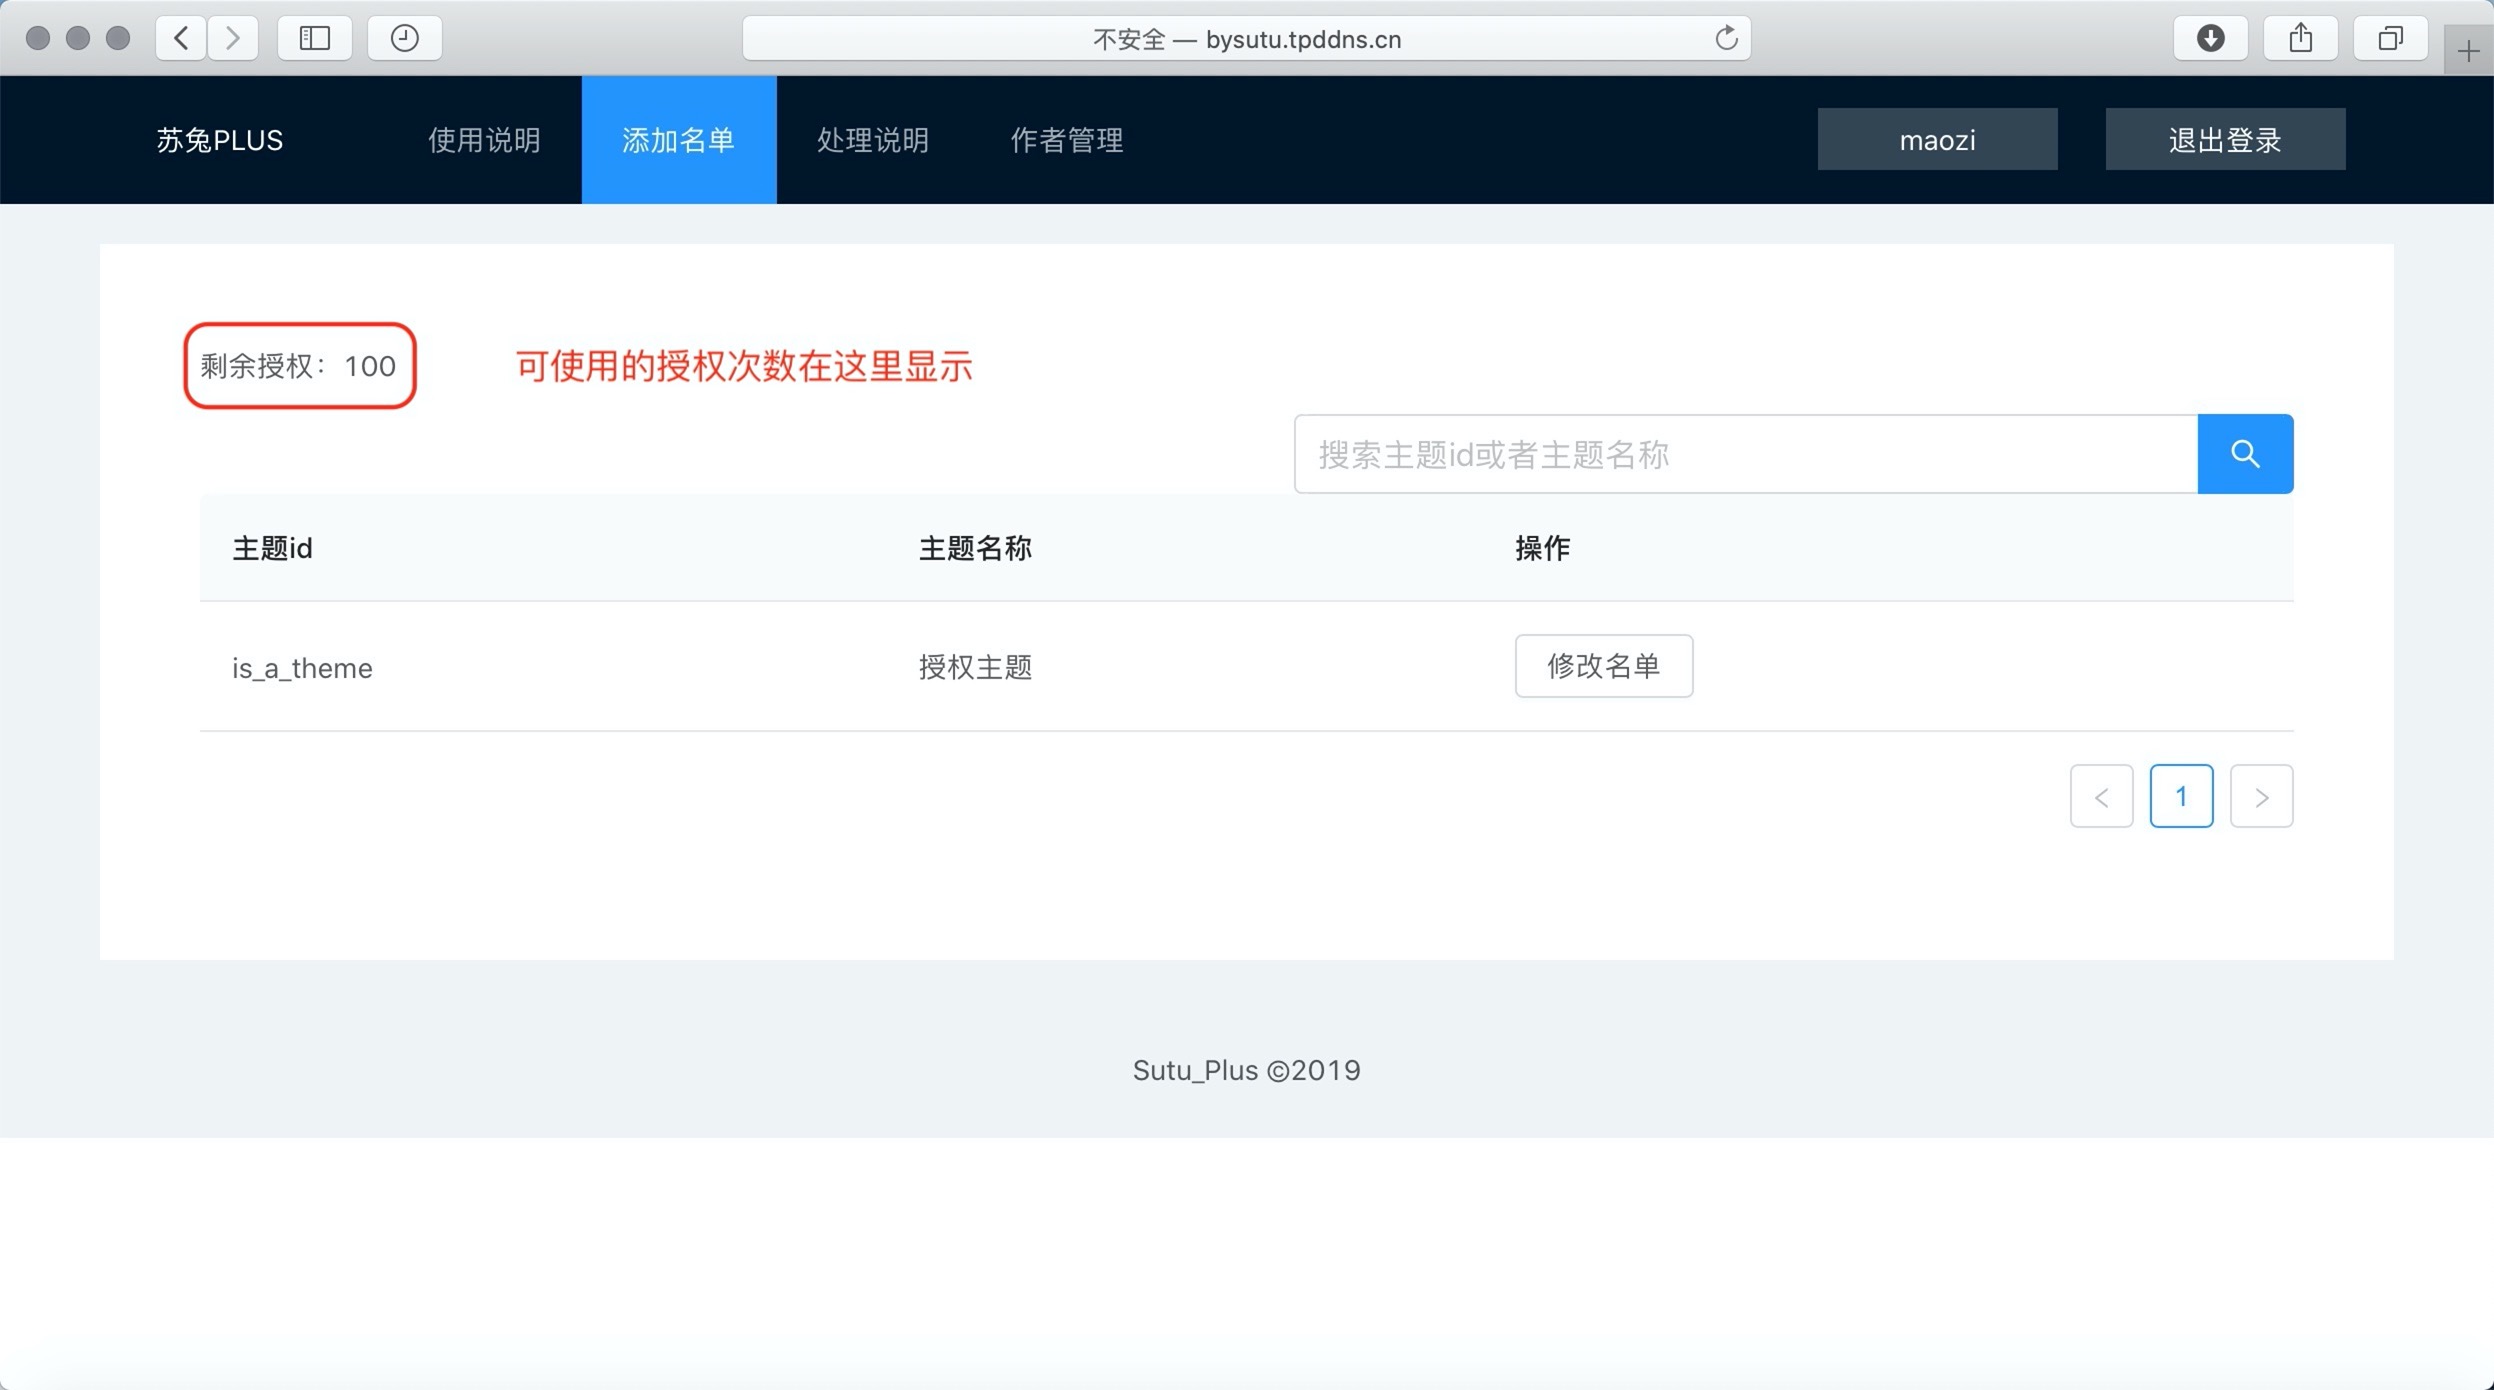 不安全 — bysutu.tpddns.cn
苏兔PLUS 使用说明 添加名单 处理说明 作者管理 maozi 退出登录
剩余授权：100 可使用的授权次数在这里显示
搜索主题id或者主题名称
主题id 主题名称 操作
is_a_theme 授权主题 修改名单
< 1 >
Sutu_Plus ©2019